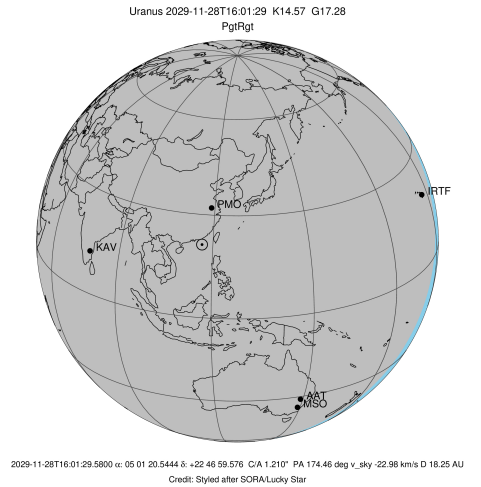 Uranus 2029-11-28T16:01:29 K14.57 G17.28
PgtRgt
IRTF
PMO
KAV
AAT
MSO
2029-11-28T16:01:29.5800 α: 05 01 20.5444 δ: +22 46 59.576 C/A 1.210" PA 174.46 deg v_sky -22.98 km/s D 18.25 AU
Credit: Styled after SORA/Lucky Star